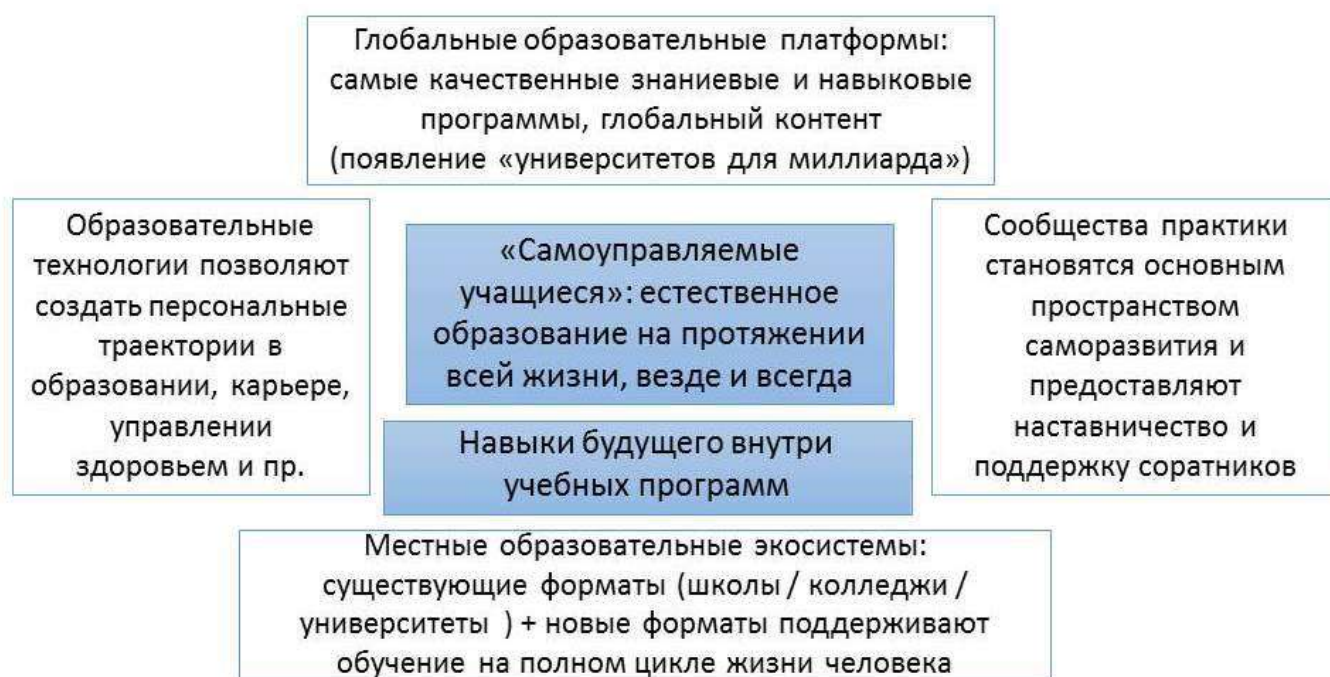 Глобальные образовательные платформы:
самые качественные знаниевые и навыковые
программы, глобальный контент
(появление «университетов для миллиарда»)
Образовательные
технологии позволяют
создать персональные
траектории в
образовании, карьере,
управлении
здоровьем и пр.
«Самоуправляемые
учащиеся»: естественное
образование на протяжении
всей жизни, везде и всегда
Навыки будущего внутри
учебных программ
Сообщества практики
становятся основным
пространством
саморазвития и
предоставляют
наставничество и
поддержку соратников
Местные образовательные экосистемы:
существующие форматы (школы / колледжи /
университеты ) + новые форматы поддерживают
обучение на полном цикле жизни человека